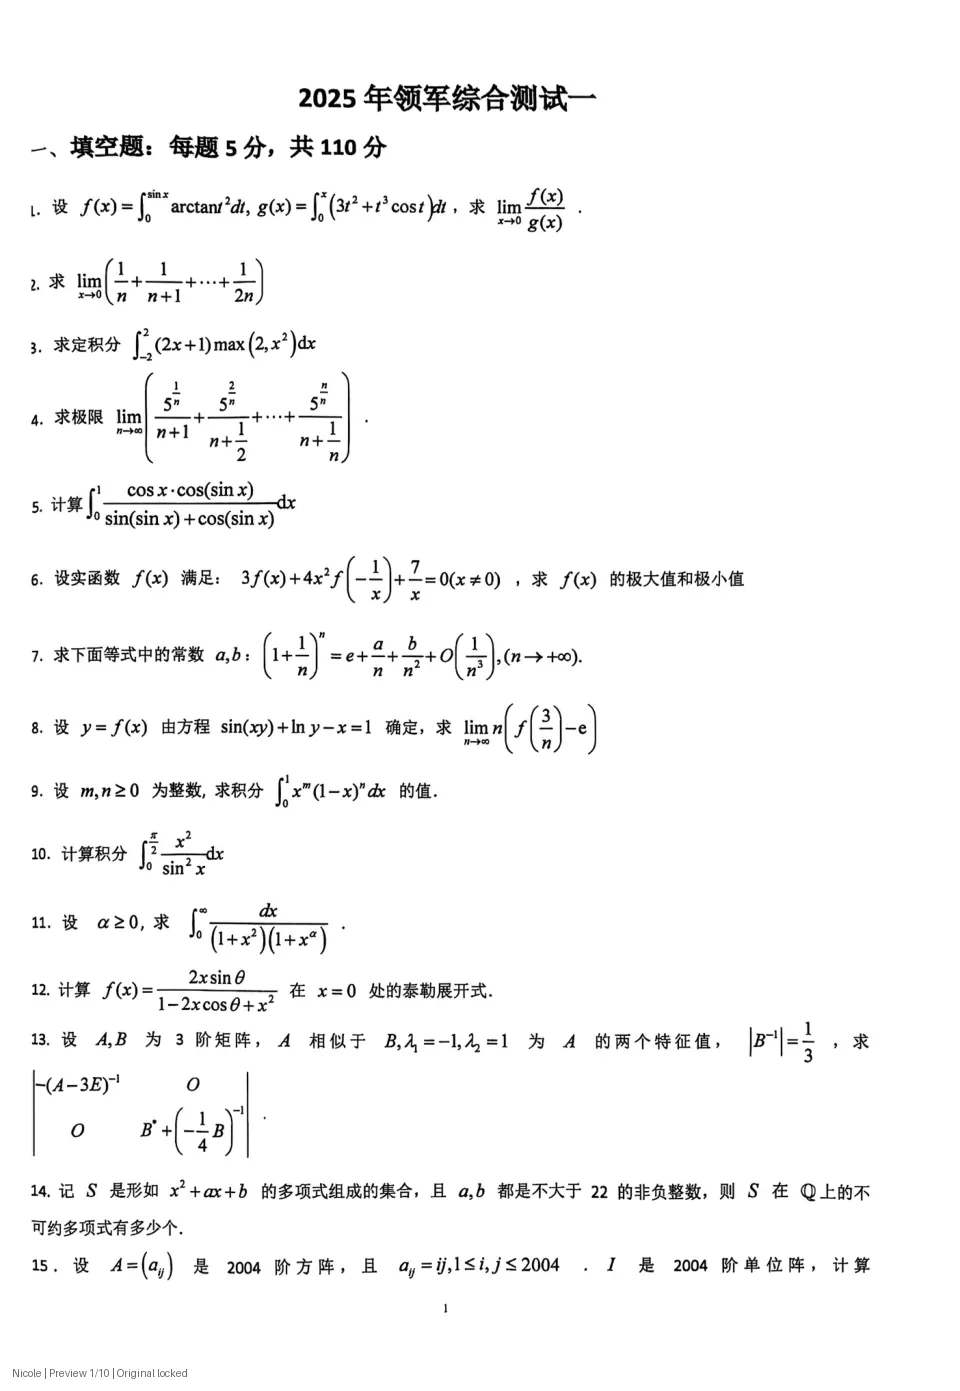 2025 年领军综合测试一
一、填空题：每题 5 分，共 110 分
1. 设 f(x) = ∫₀^{sin x} arctan t² dt, g(x) = ∫₀^{x} (3t² + t³ cos t) dt，求 lim_{x→0} f(x)/g(x) .
2. 求 lim_{x→0} (1/n + 1/(n+1) + ⋯ + 1/(2n))
3. 求定积分 ∫_{-2}^{2} (2x+1) max(2, x²) dx
4. 求极限 lim_{n→∞} (5^{1/n}/(n+1) + 5^{2/n}/(n+1/2) + ⋯ + 5^{n/n}/(n+1/n)) .
5. 计算 ∫₀^{1} (cos x · cos(sin x))/(sin(sin x) + cos(sin x)) dx
6. 设实函数 f(x) 满足： 3f(x) + 4x² f(-1/x) + 7/x = 0 (x ≠ 0) ，求 f(x) 的极大值和极小值
7. 求下面等式中的常数 a,b： (1 + 1/n)^n = e + a/n + b/n² + O(1/n³), (n → +∞).
8. 设 y = f(x) 由方程 sin(xy) + ln y − x = 1 确定，求 lim_{n→∞} n(f(3/n) − e)
9. 设 m,n ≥ 0 为整数, 求积分 ∫₀^{1} x^m (1−x)^n dx 的值.
10. 计算积分 ∫₀^{π/2} x²/sin² x dx
11. 设 α ≥ 0, 求 ∫₀^{∞} dx/((1+x²)(1+x^α)) .
12. 计算 f(x) = 2x sin θ/(1 − 2x cos θ + x²) 在 x = 0 处的泰勒展开式.
13. 设 A,B 为 3 阶矩阵，A 相似于 B, λ₁ = −1, λ₂ = 1 为 A 的两个特征值， |B⁻¹| = 1/3 ，求
| −(A−3E)⁻¹ O |
| O B* + (−1/4 B)⁻¹ | .
14. 记 S 是形如 x² + ax + b 的多项式组成的集合，且 a,b 都是不大于 22 的非负整数，则 S 在 ℚ 上的不
可约多项式有多少个.
15. 设 A = (a_{ij}) 是 2004 阶方阵，且 a_{ij} = ij, 1 ≤ i, j ≤ 2004 . I 是 2004 阶单位阵，计算
1
Nicole | Preview 1/10 | Original locked